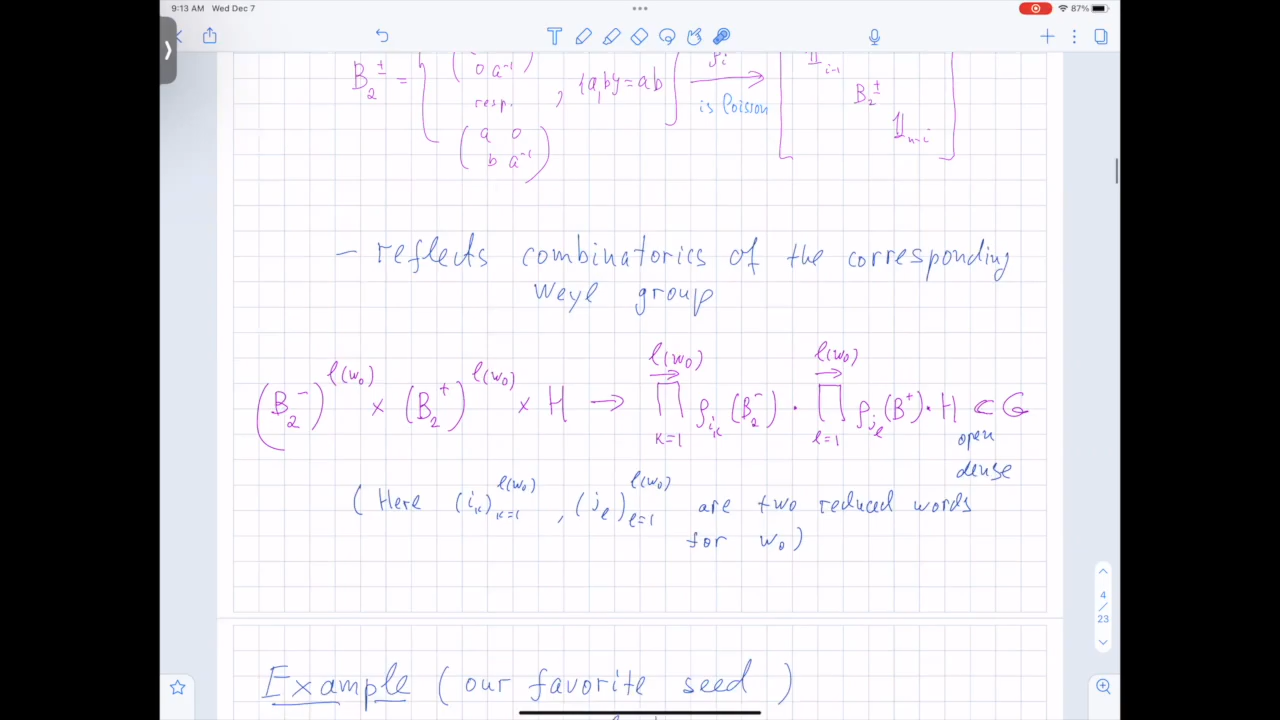 9:13 AM Wed Dec 7
87%
B₂^± = { ( 0 a⁻¹ ) , {a,b} = ab } →^{ρ_i} [ 𝟙_{i-1}
is Poisson
B₂^±
resp.
𝟙_{n-i} ]
( a 0
b a⁻¹ )
– reflects combinatorics of the corresponding
Weyl group
(B₂⁻)^{ℓ(w₀)} × (B₂⁺)^{ℓ(w₀)} × H → ∏_{k=1}^{ℓ(w₀)} ρ_{i_k}(B₂⁻) · ∏_{ℓ=1}^{ℓ(w₀)} ρ_{j_ℓ}(B⁺) · H ⊂ G
open
dense
( Here (i_k)_{k=1}^{ℓ(w₀)} , (j_ℓ)_{ℓ=1}^{ℓ(w₀)} are two reduced words
for w₀)
4
/
23
Example ( our favorite seed )